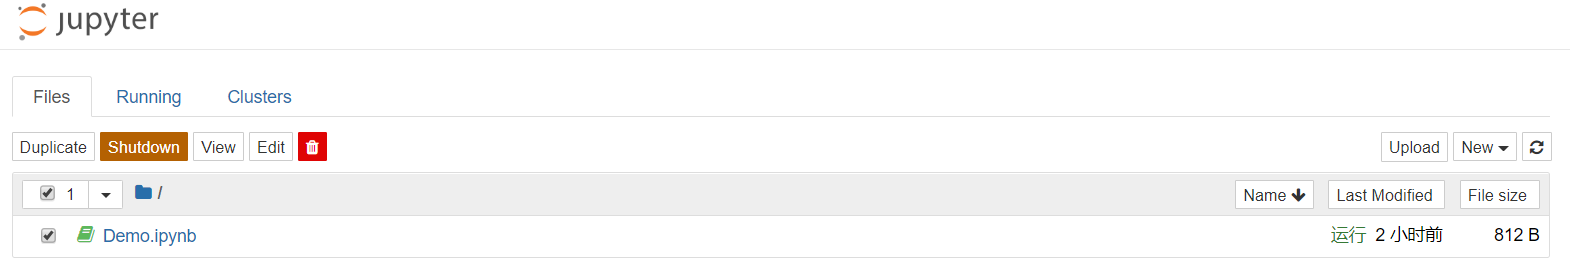 jupyter
Files Running Clusters
Duplicate Shutdown View Edit Upload New
1 / Name Last Modified File size
Demo.ipynb 运行 2 小时前 812 B